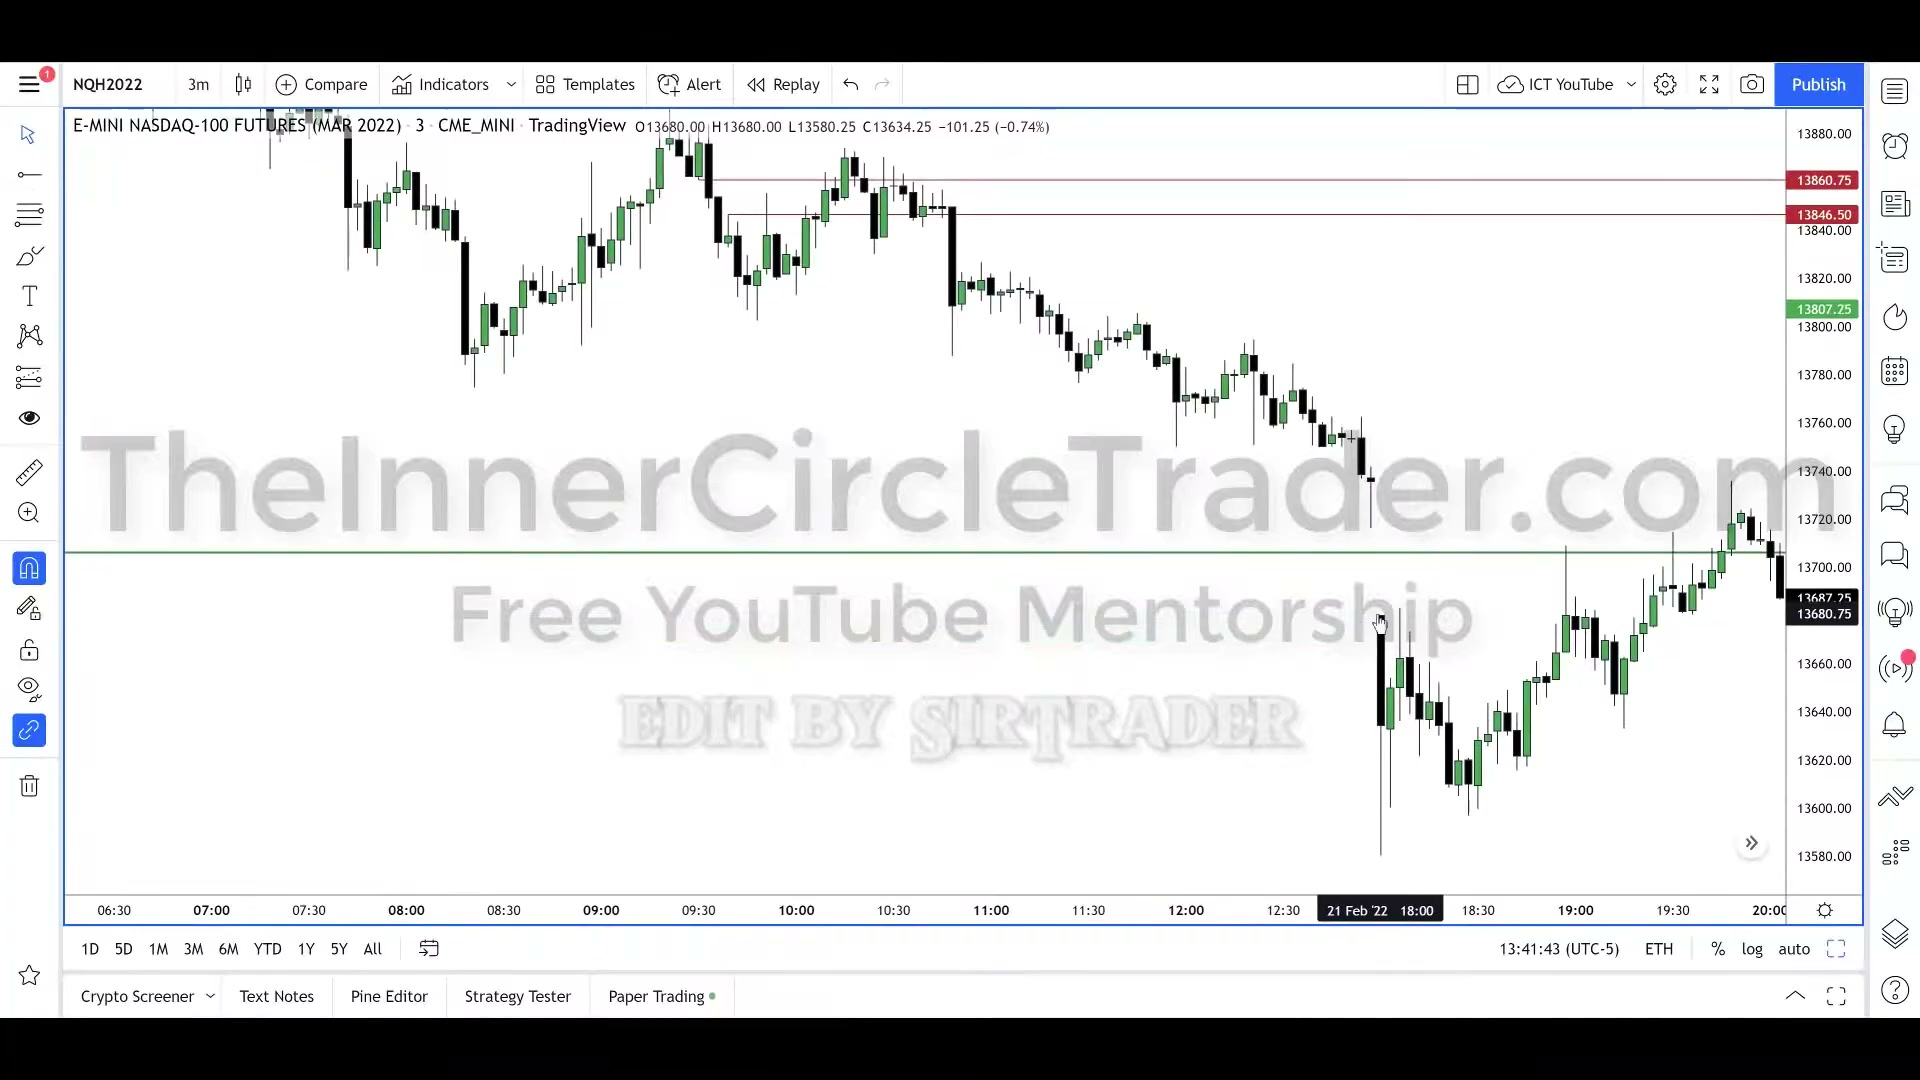 1
NQH2022 3m Compare Indicators Templates Alert Replay ICT YouTube Publish
E-MINI NASDAQ-100 FUTURES (MAR 2022) · 3 · CME_MINI · TradingView O13680.00 H13680.00 L13580.25 C13634.25 −101.25 (−0.74%)
13880.00
13860.75
13846.50
13840.00
13820.00
13807.25
13800.00
13780.00
13760.00
TheInnerCircleTrader.com
13740.00
13720.00
13700.00
13687.75
13680.75
Free YouTube Mentorship
13660.00
EDIT BY SIRTRADER
13640.00
13620.00
13600.00
13580.00
06:30 07:00 07:30 08:00 08:30 09:00 09:30 10:00 10:30 11:00 11:30 12:00 12:30 21 Feb '22 18:00 18:30 19:00 19:30 20:00
1D 5D 1M 3M 6M YTD 1Y 5Y All 13:41:43 (UTC-5) ETH % log auto
Crypto Screener Text Notes Pine Editor Strategy Tester Paper Trading